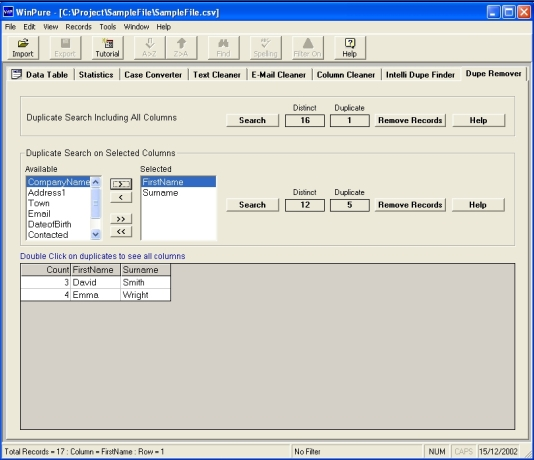 WinPure - [C:\Project\SampleFile\SampleFile.csv]
File Edit View Records Tools Window Help
Import Export Tutorial A>Z Z>A Find Spelling Filter On Help
Data Table Statistics Case Converter Text Cleaner E-Mail Cleaner Column Cleaner Intelli Dupe Finder Dupe Remover
Distinct Duplicate
Duplicate Search Including All Columns Search 16 1 Remove Records Help
Duplicate Search on Selected Columns
Available Selected
CompanyName > FirstName
Address1 < Surname
Town
Email >>
DateofBirth <<
Contacted
Distinct Duplicate
Search 12 5 Remove Records Help
Double Click on duplicates to see all columns
Count FirstName Surname
3 David Smith
4 Emma Wright
Total Records = 17 : Column = FirstName : Row = 1 No Filter NUM CAPS 15/12/2002